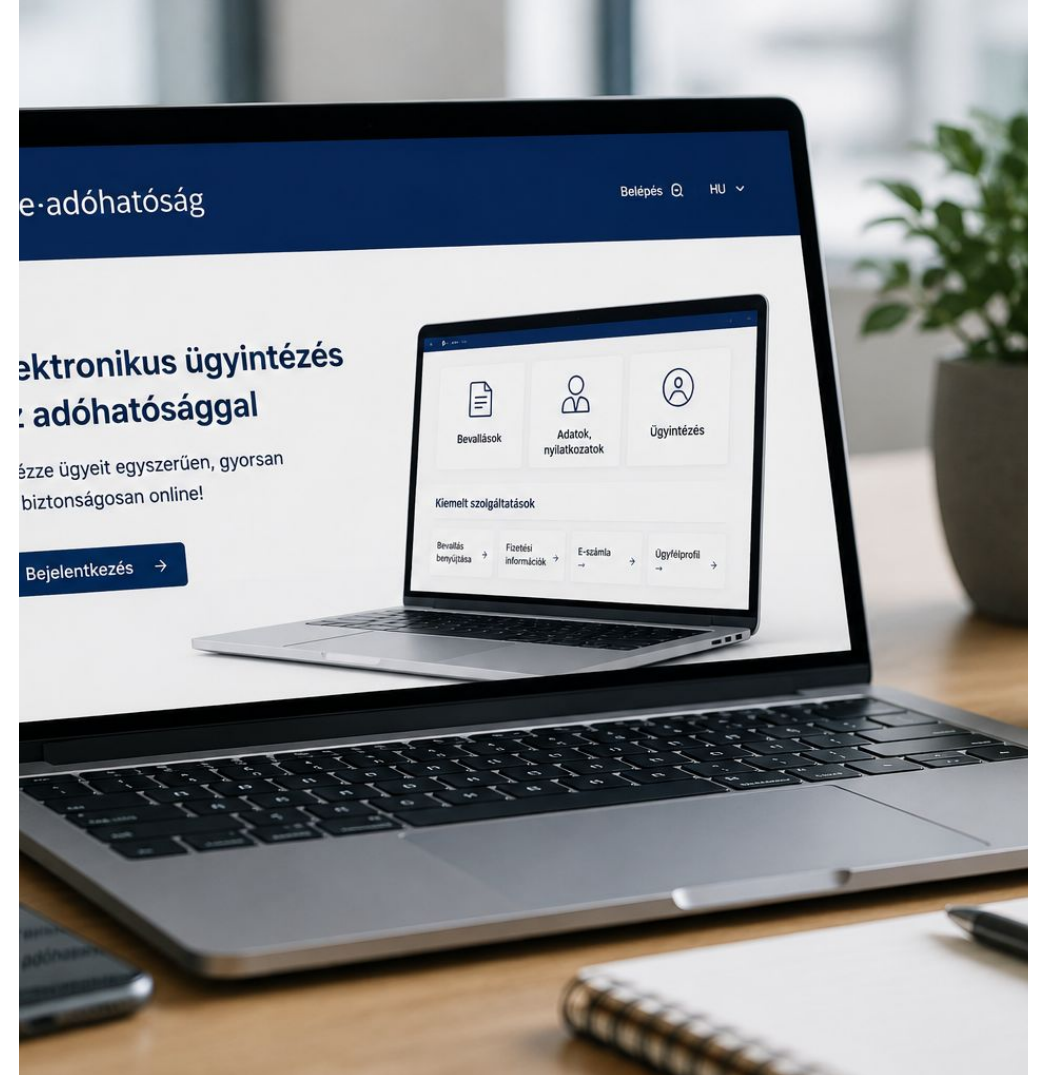 e·adóhatóság
Belépés
HU
ektronikus ügyintézés
adóhatósággal
ézze ügyeit egyszerűen, gyorsan
biztonságosan online!
Bejelentkezés →
Bevallások
Adatok,
nyilatkozatok
Ügyintézés
Kiemelt szolgáltatások
Bevallás
benyújtása →
Fizetési
információk →
E-számla
→ →
Ügyfélprofil
→ →